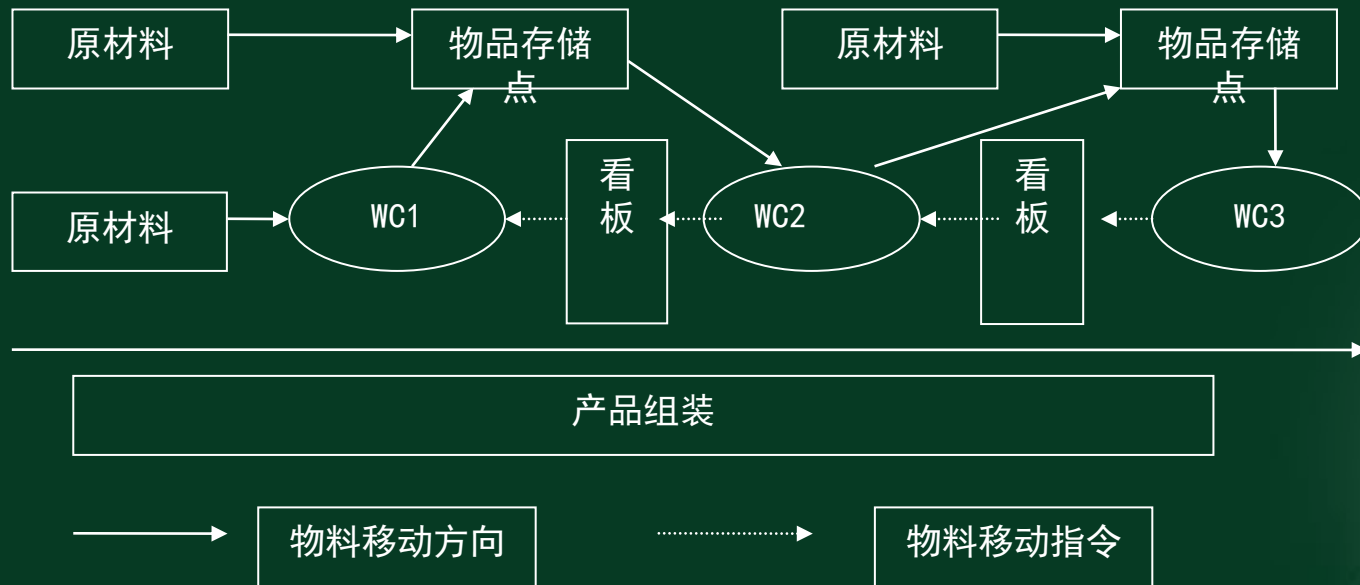 原材料
物品存储
点
原材料
物品存储
点
原材料
WC1
看
板
WC2
看
板
WC3
产品组装
物料移动方向
物料移动指令